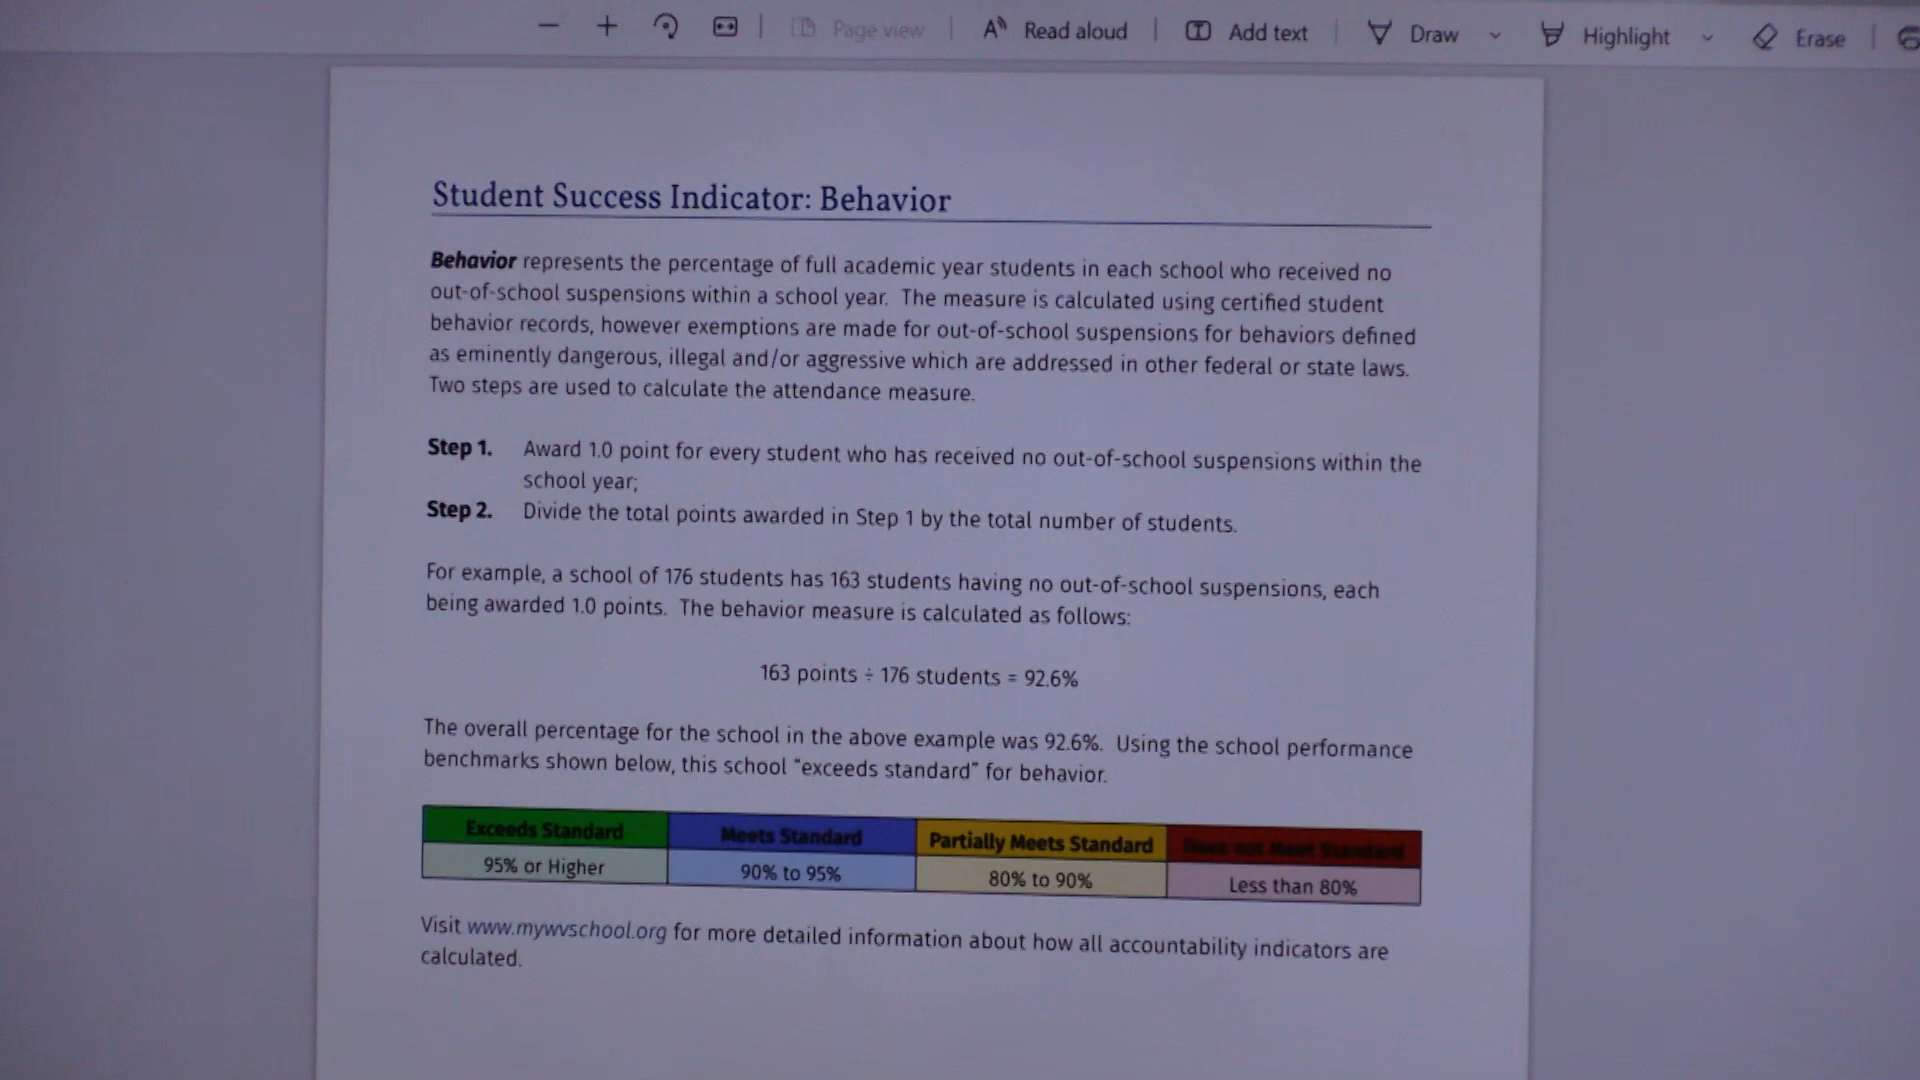 Page view
Read aloud
Add text
Draw
Highlight
Erase
Student Success Indicator: Behavior
Behavior represents the percentage of full academic year students in each school who received no
out-of-school suspensions within a school year. The measure is calculated using certified student
behavior records, however exemptions are made for out-of-school suspensions for behaviors defined
as eminently dangerous, illegal and/or aggressive which are addressed in other federal or state laws.
Two steps are used to calculate the attendance measure.
Step 1. Award 1.0 point for every student who has received no out-of-school suspensions within the
school year;
Step 2. Divide the total points awarded in Step 1 by the total number of students.
For example, a school of 176 students has 163 students having no out-of-school suspensions, each
being awarded 1.0 points. The behavior measure is calculated as follows:
163 points ÷ 176 students = 92.6%
The overall percentage for the school in the above example was 92.6%. Using the school performance
benchmarks shown below, this school "exceeds standard" for behavior.
Exceeds Standard Meets Standard Partially Meets Standard Does not Meet Standard
95% or Higher 90% to 95% 80% to 90% Less than 80%
Visit www.mywvschool.org for more detailed information about how all accountability indicators are
calculated.